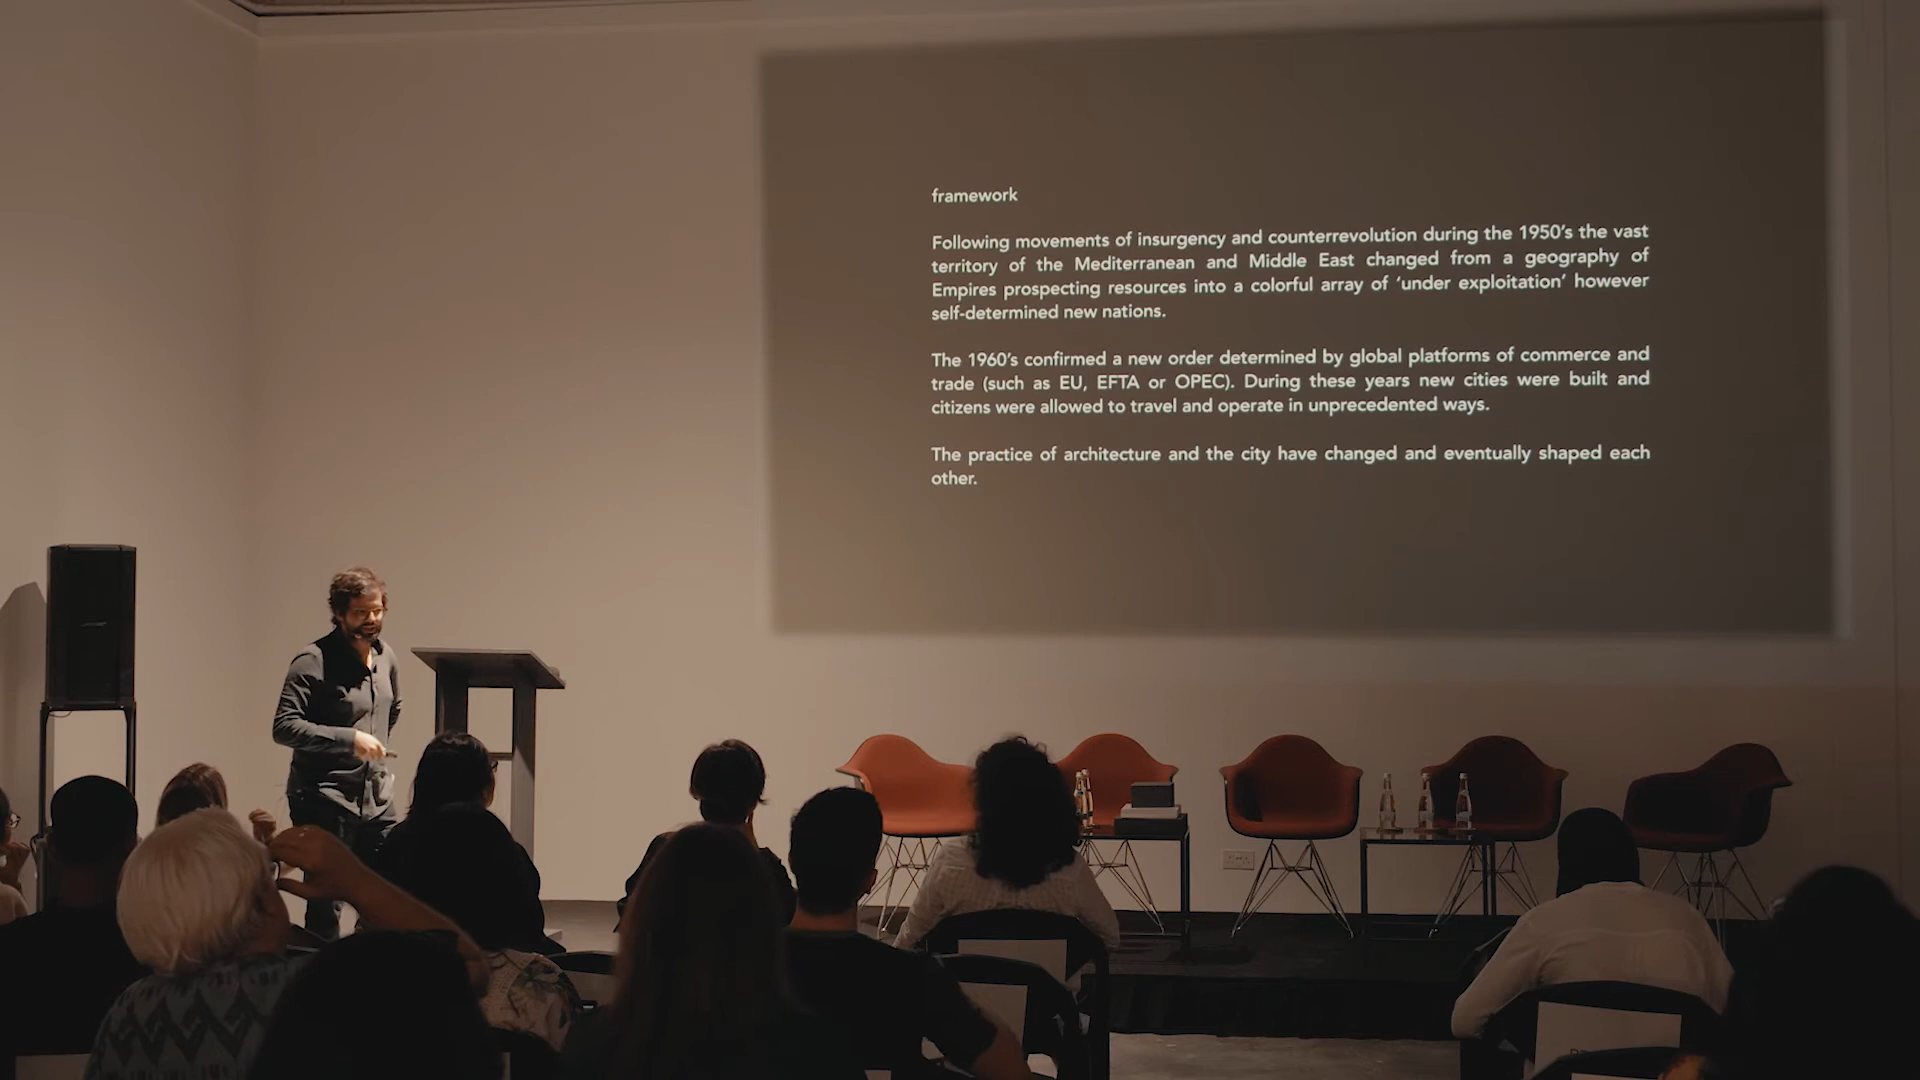 framework
Following movements of insurgency and counterrevolution during the 1950's the vast
territory of the Mediterranean and Middle East changed from a geography of
Empires prospecting resources into a colorful array of 'under exploitation' however
self-determined new nations.
The 1960's confirmed a new order determined by global platforms of commerce and
trade (such as EU, EFTA or OPEC). During these years new cities were built and
citizens were allowed to travel and operate in unprecedented ways.
The practice of architecture and the city have changed and eventually shaped each
other.